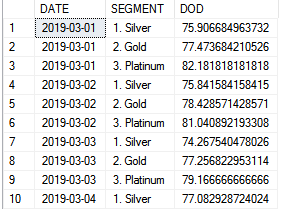 DATE SEGMENT DOD
1 2019-03-01 1. Silver 75.906684963732
2 2019-03-01 2. Gold 77.473684210526
3 2019-03-01 3. Platinum 82.181818181818
4 2019-03-02 1. Silver 75.841584158415
5 2019-03-02 2. Gold 78.428571428571
6 2019-03-02 3. Platinum 81.040892193308
7 2019-03-03 1. Silver 74.267540478026
8 2019-03-03 2. Gold 77.256822953114
9 2019-03-03 3. Platinum 79.166666666666
10 2019-03-04 1. Silver 77.082928724024